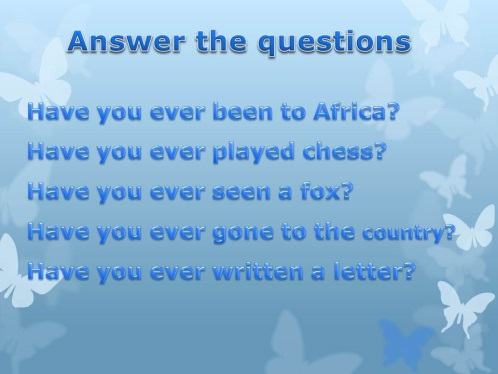 Answer the questions
Have you ever been to Africa?
Have you ever played chess?
Have you ever seen a fox?
Have you ever gone to the country?
Have you ever written a letter?